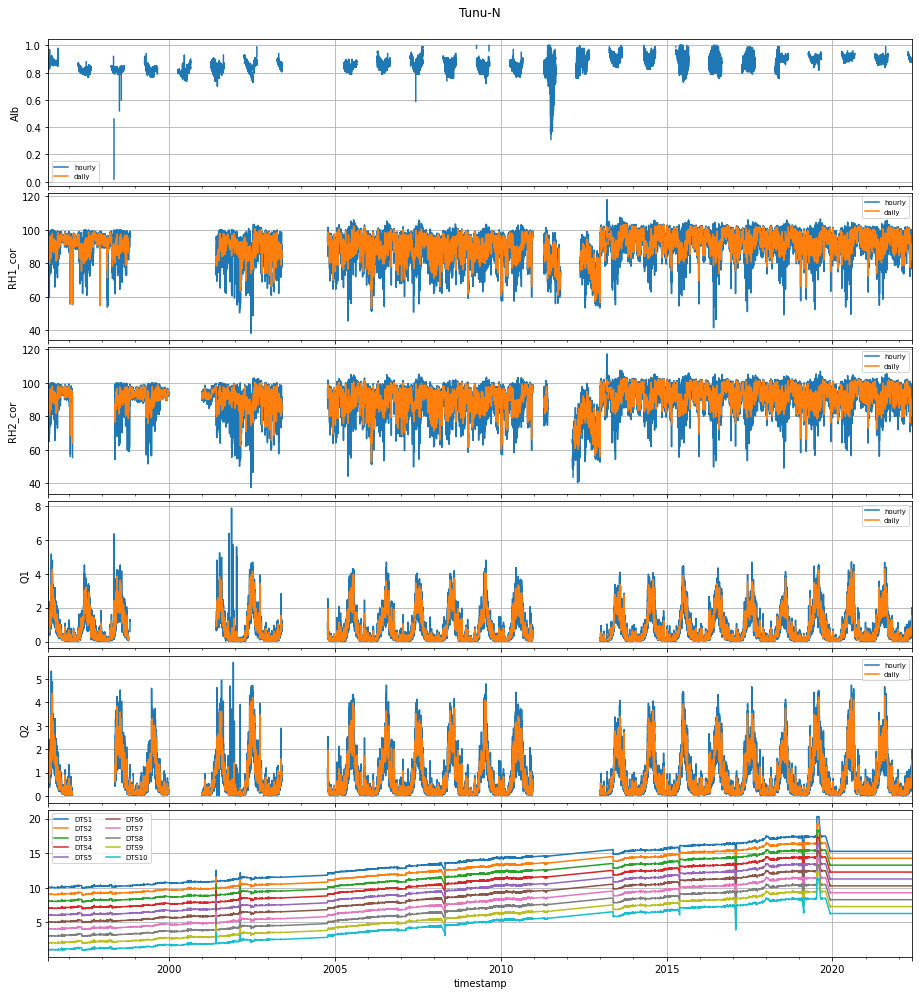 Tunu-N
1.0
0.8
0.6
0.4
0.2
0.0
Alb
hourly
daily
120
100
80
60
40
RH1_cor
hourly
daily
120
100
80
60
40
RH2_cor
hourly
daily
8
6
4
2
0
Q1
hourly
daily
5
4
3
2
1
0
Q2
hourly
daily
20
15
10
5
DTS1 DTS6
DTS2 DTS7
DTS3 DTS8
DTS4 DTS9
DTS5 DTS10
2000 2005 2010 2015 2020
timestamp